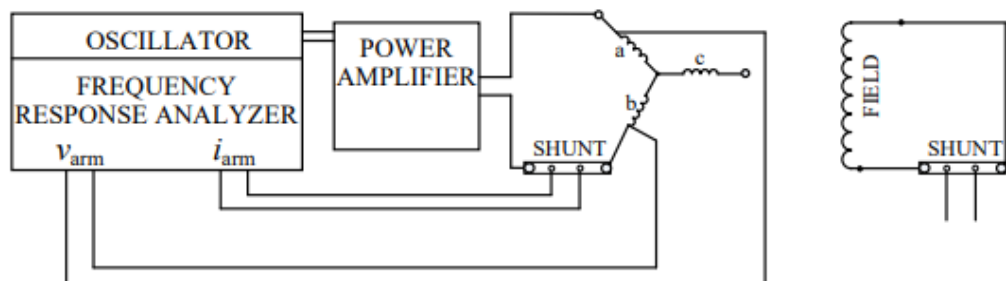 OSCILLATOR
FREQUENCY
RESPONSE ANALYZER
v_arm
i_arm
POWER
AMPLIFIER
a
b
c
SHUNT
FIELD
SHUNT